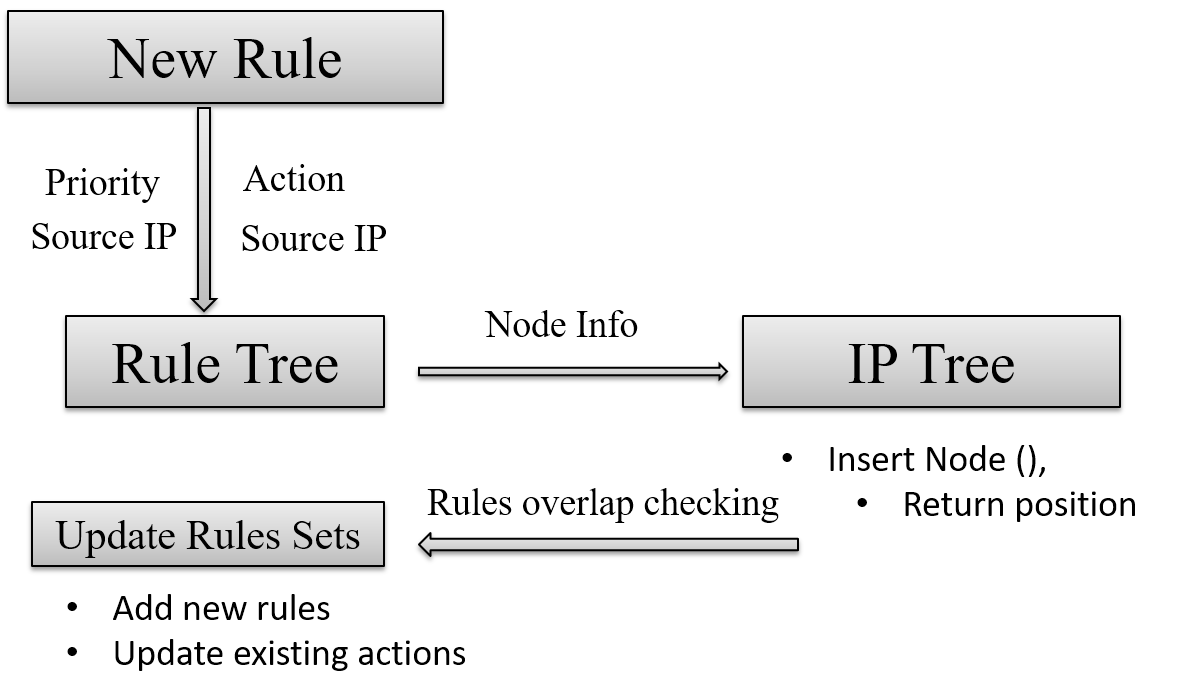 New Rule
Priority
Action
Source IP
Source IP
Node Info
Rule Tree
IP Tree
• Insert Node (),
• Return position
Rules overlap checking
Update Rules Sets
• Add new rules
• Update existing actions